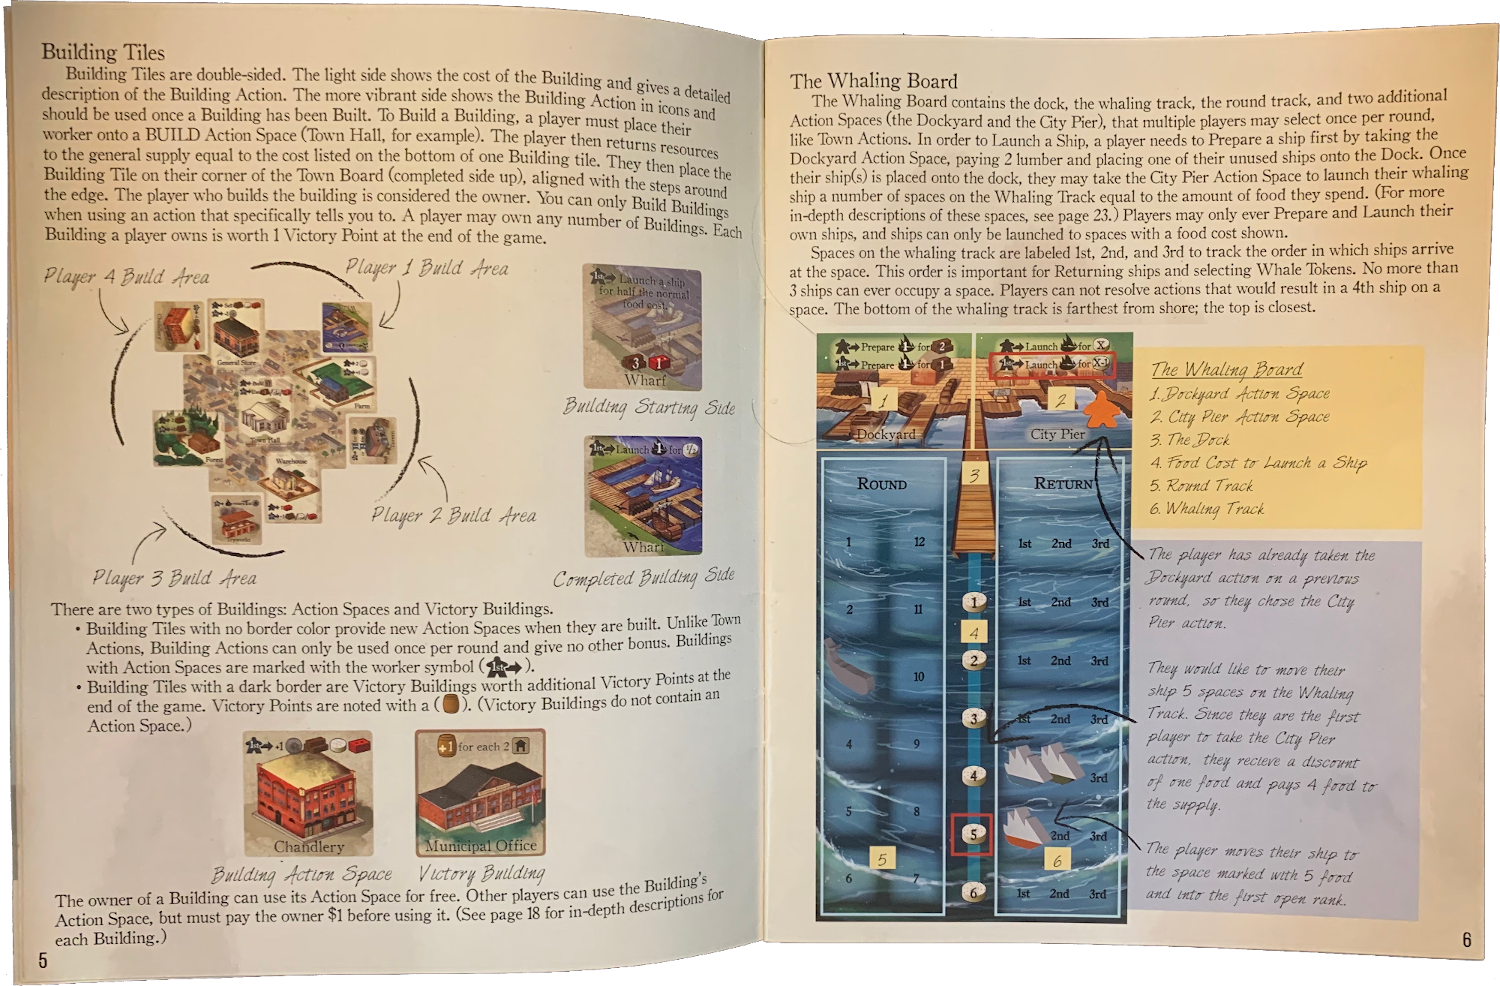 Building Tiles
Building Tiles are double-sided. The light side shows the cost of the Building and gives a detailed
description of the Building Action. The more vibrant side shows the Building Action in icons and
should be used once a Building has been Built. To Build a Building, a player must place their
worker onto a BUILD Action Space (Town Hall, for example). The player then returns resources
to the general supply equal to the cost listed on the bottom of one Building tile. They then place the
Building Tile on their corner of the Town Board (completed side up), aligned with the steps around
the edge. The player who builds the building is considered the owner. You can only Build Buildings
when using an action that specifically tells you to. A player may own any number of Buildings. Each
Building a player owns is worth 1 Victory Point at the end of the game.
Player 4 Build Area
Player 1 Build Area
General Store
Farm
Town Hall
Forest
Warehouse
Player 2 Build Area
Player 3 Build Area
1st Launch a ship
for half the normal
food cost.
3 1
Wharf
Building Starting Side
1st Launch 1 for 1/2
Wharf
Completed Building Side
There are two types of Buildings: Action Spaces and Victory Buildings.
• Building Tiles with no border color provide new Action Spaces when they are built. Unlike Town
Actions, Building Actions can only be used once per round and give no other bonus. Buildings
with Action Spaces are marked with the worker symbol (1st).
• Building Tiles with a dark border are Victory Buildings worth additional Victory Points at the
end of the game. Victory Points are noted with a ( ). (Victory Buildings do not contain an
Action Space.)
1st +1
Chandlery
Building Action Space
+1 for each 2
Municipal Office
Victory Building
The owner of a Building can use its Action Space for free. Other players can use the Building's
Action Space, but must pay the owner $1 before using it. (See page 18 for in-depth descriptions for
each Building.)
5
The Whaling Board
The Whaling Board contains the dock, the whaling track, the round track, and two additional
Action Spaces (the Dockyard and the City Pier), that multiple players may select once per round,
like Town Actions. In order to Launch a Ship, a player needs to Prepare a ship first by taking the
Dockyard Action Space, paying 2 lumber and placing one of their unused ships onto the Dock. Once
their ship(s) is placed onto the dock, they may take the City Pier Action Space to launch their whaling
ship a number of spaces on the Whaling Track equal to the amount of food they spend. (For more
in-depth descriptions of these spaces, see page 23.) Players may only ever Prepare and Launch their
own ships, and ships can only be launched to spaces with a food cost shown.
Spaces on the whaling track are labeled 1st, 2nd, and 3rd to track the order in which ships arrive
at the space. This order is important for Returning ships and selecting Whale Tokens. No more than
3 ships can ever occupy a space. Players can not resolve actions that would result in a 4th ship on a
space. The bottom of the whaling track is farthest from shore; the top is closest.
Prepare 1 for 2
1st Prepare 1 for 1
1
Dockyard
Launch for X
1st Launch for X-1
2
City Pier
3
ROUND
RETURN
1 12 1st 2nd 3rd
2 11 1 1st 2nd 3rd
4
10 2 1st 2nd 3rd
4 9 3 1st 2nd 3rd
4 3rd
5 8 5 2nd 3rd
5 6
6 7 6 1st 2nd 3rd
The Whaling Board
1. Dockyard Action Space
2. City Pier Action Space
3. The Dock
4. Food Cost to Launch a Ship
5. Round Track
6. Whaling Track
The player has already taken the
Dockyard action on a previous
round, so they chose the City
Pier action.
They would like to move their
ship 5 spaces on the Whaling
Track. Since they are the first
player to take the City Pier
action, they recieve a discount
of one food and pays 4 food to
the supply.
The player moves their ship to
the space marked with 5 food
and into the first open rank.
6